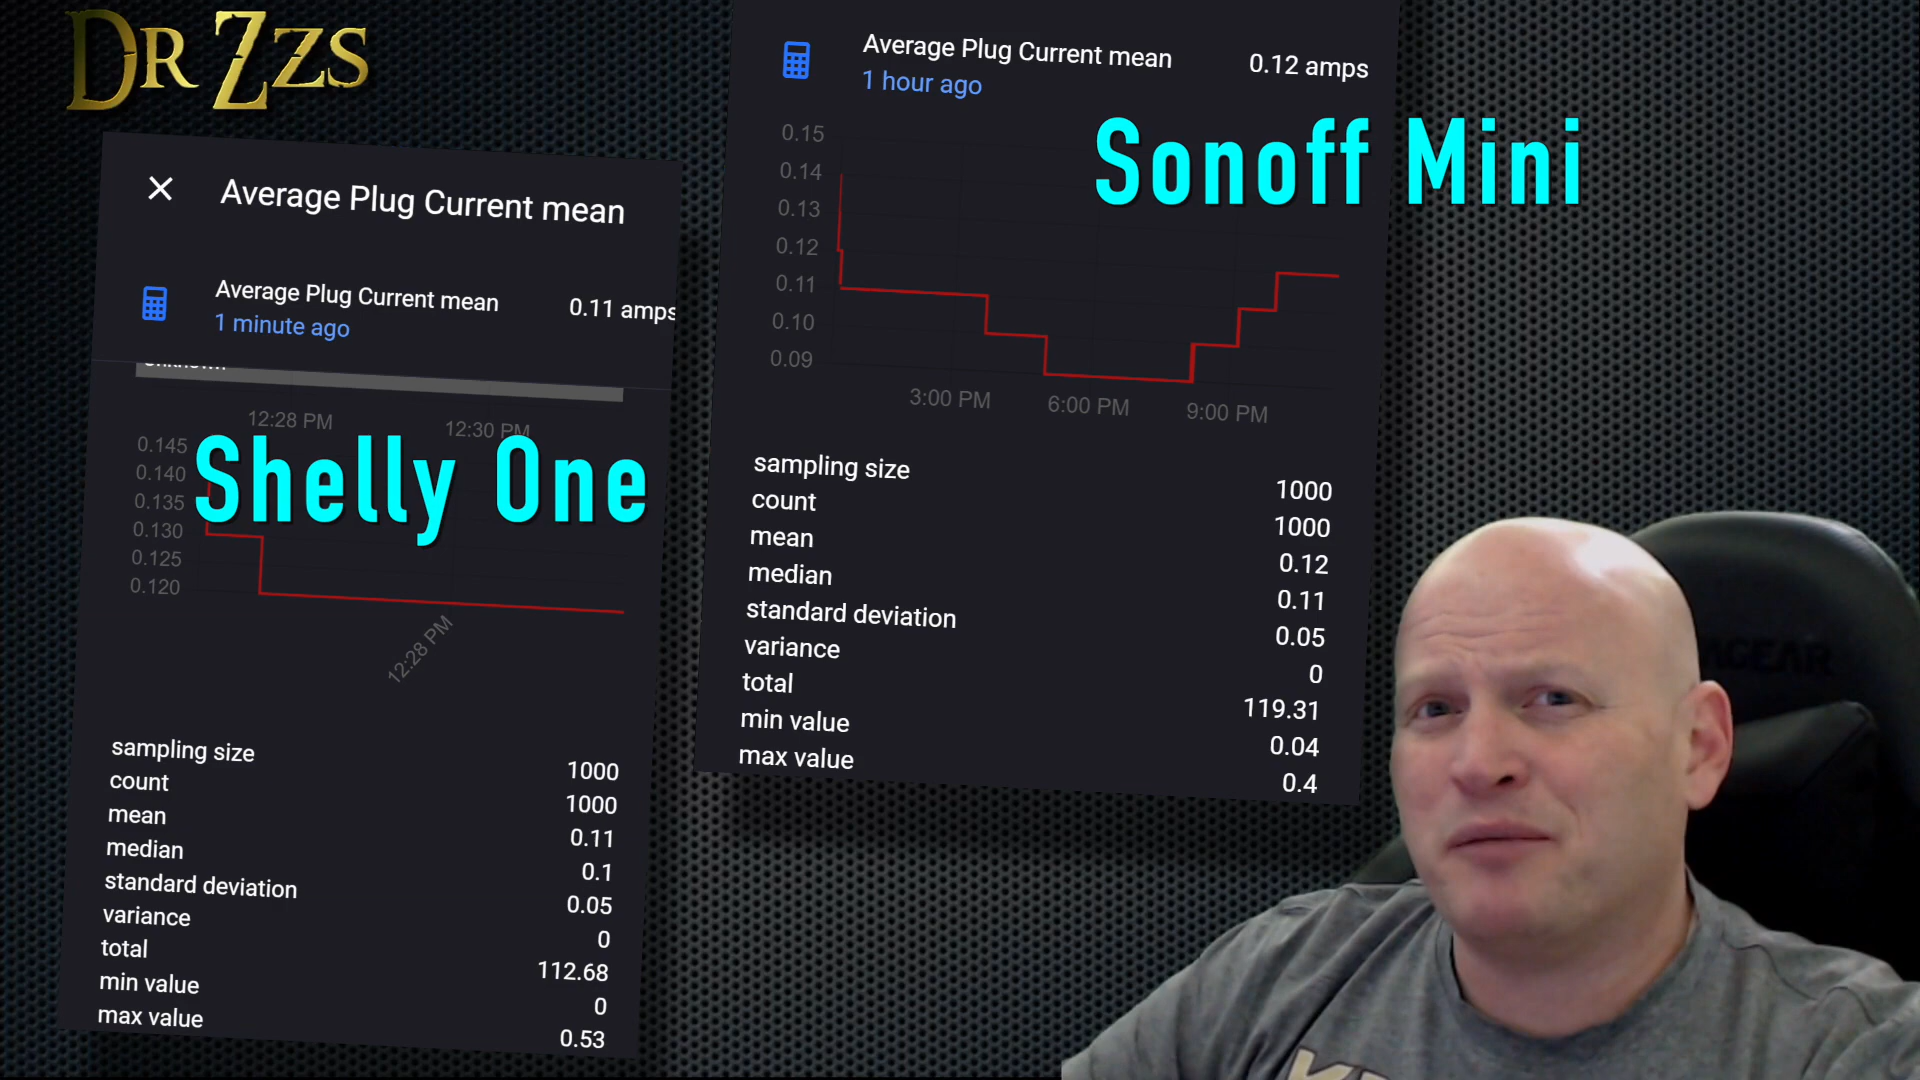 DR ZZS
Average Plug Current mean
Average Plug Current mean 0.11 amps
1 minute ago
12:28 PM 12:30 PM
0.145
0.140
0.135
0.130
0.125
0.120
Shelly One
12:28 PM
sampling size 1000
count 1000
mean 0.11
median 0.1
standard deviation 0.05
variance 0
total 112.68
min value 0
max value 0.53
Average Plug Current mean 0.12 amps
1 hour ago
Sonoff Mini
0.15
0.14
0.13
0.12
0.11
0.10
0.09
3:00 PM 6:00 PM 9:00 PM
sampling size 1000
count 1000
mean 0.12
median 0.11
standard deviation 0.05
variance 0
total 119.31
min value 0.04
max value 0.4